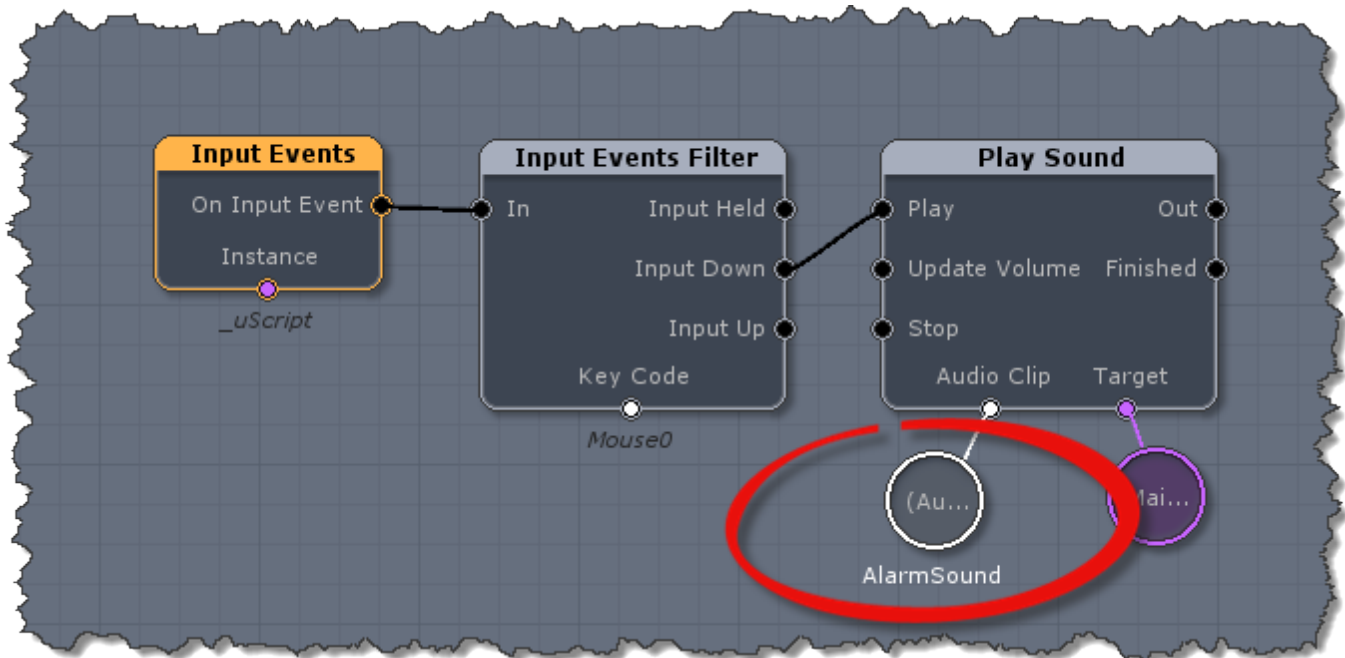 Input Events
On Input Event
Instance
_uScript
Input Events Filter
In
Input Held
Input Down
Input Up
Key Code
Mouse0
Play Sound
Play
Out
Update Volume
Finished
Stop
Audio Clip
Target
(Au...
Mai...
AlarmSound